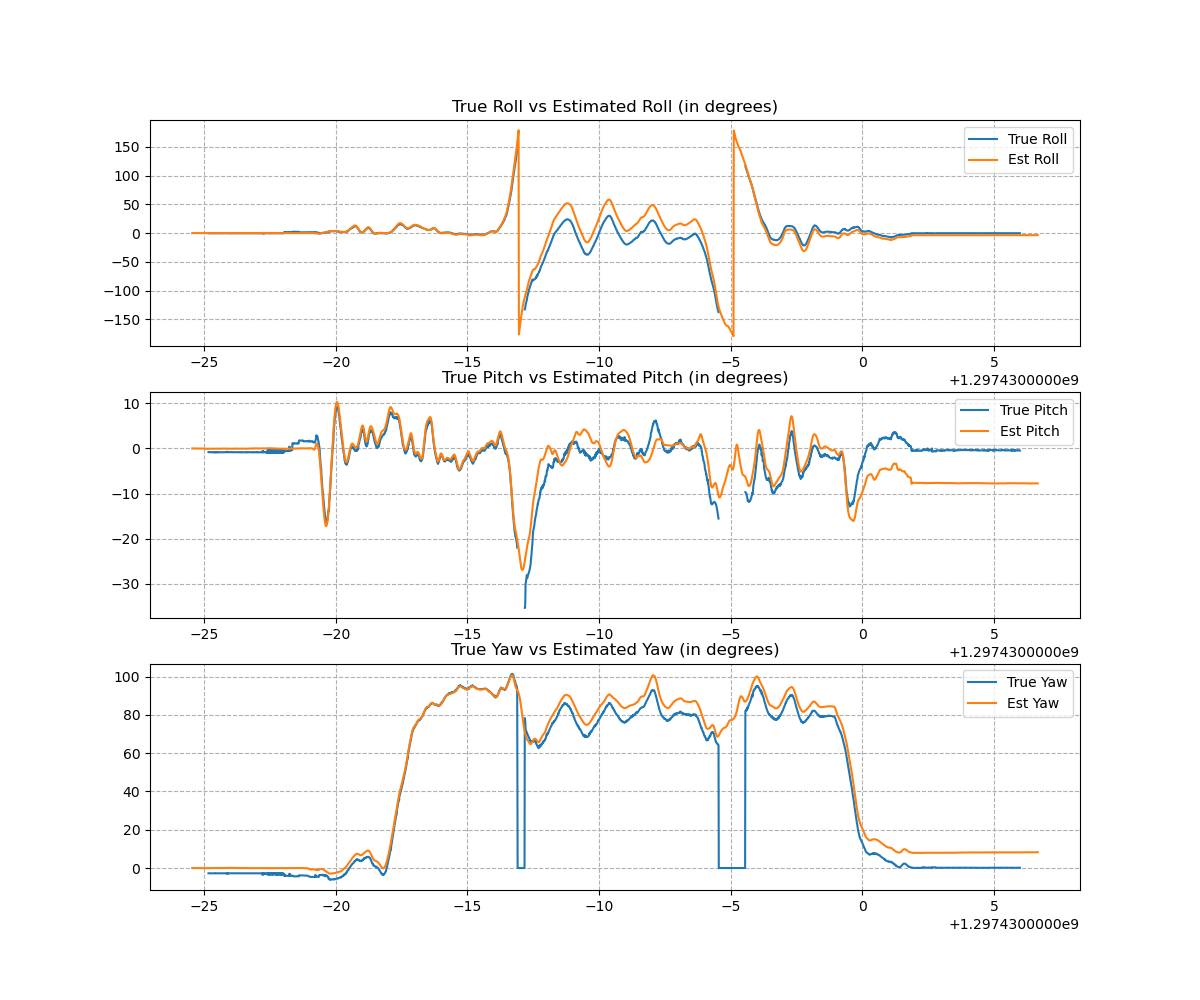 True Roll vs Estimated Roll (in degrees)
150
100
50
0
−50
−100
−150
True Roll
Est Roll
−25 −20 −15 −10 −5 0 5
+1.2974300000e9
True Pitch vs Estimated Pitch (in degrees)
10
0
−10
−20
−30
True Pitch
Est Pitch
−25 −20 −15 −10 −5 0 5
+1.2974300000e9
True Yaw vs Estimated Yaw (in degrees)
100
80
60
40
20
0
True Yaw
Est Yaw
−25 −20 −15 −10 −5 0 5
+1.2974300000e9